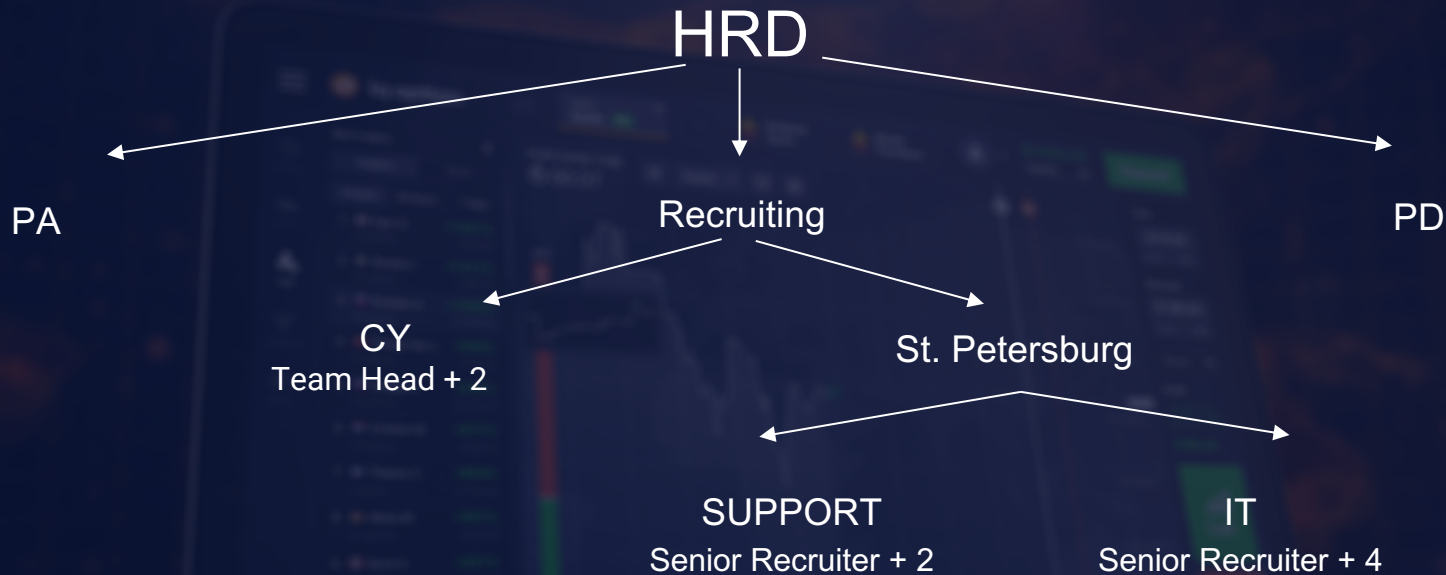 HRD
PA
Recruiting
PD
CY
Team Head + 2
St. Petersburg
SUPPORT
Senior Recruiter + 2
IT
Senior Recruiter + 4